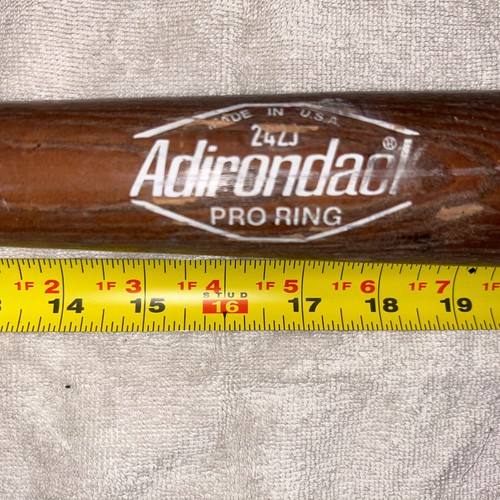 MADE IN U.S.A.
242J
Adirondack®
PRO RING
1F 2 1F 3 1F 4 1F 5 1F 6 1F 7 1F
STUD
14 15 16 17 18 19